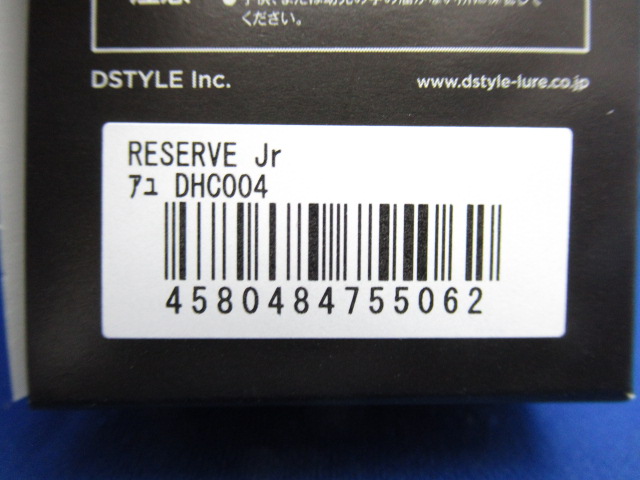 ください。
DSTYLE Inc.
www.dstyle-lure.co.jp
RESERVE Jr
ｱﾕ DHC004
4580484755062